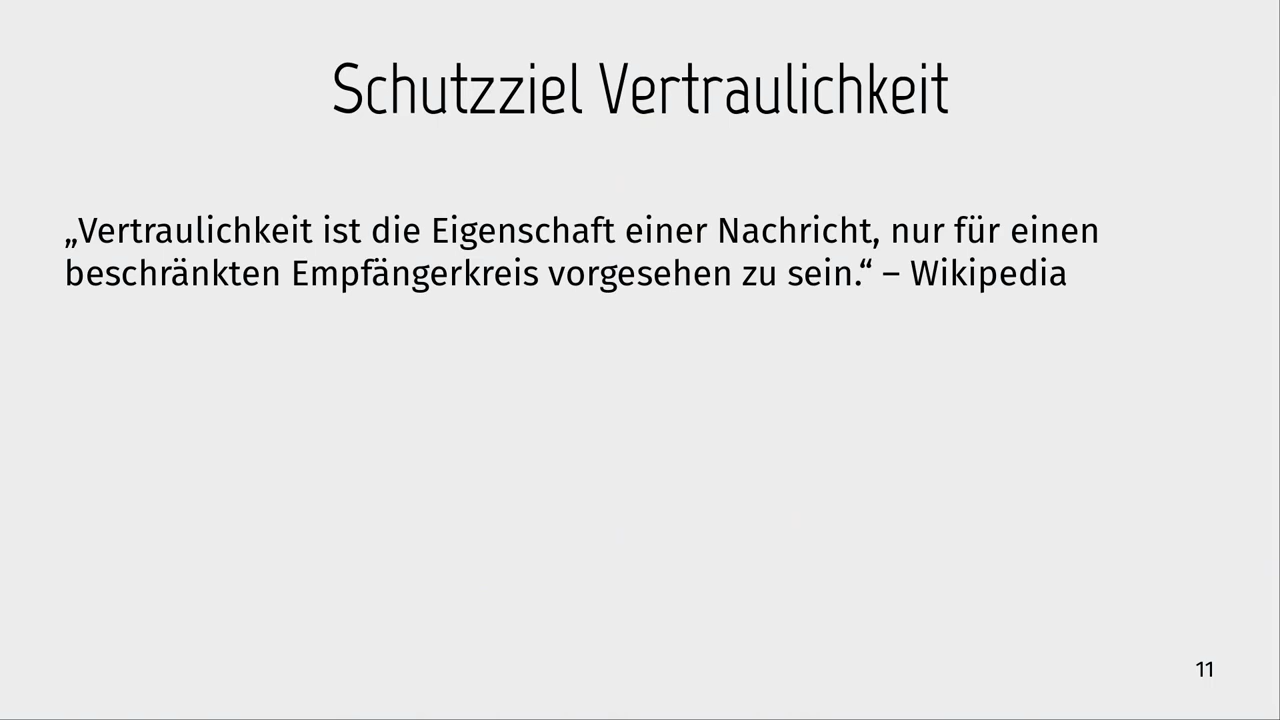 Schutzziel Vertraulichkeit
„Vertraulichkeit ist die Eigenschaft einer Nachricht, nur für einen
beschränkten Empfängerkreis vorgesehen zu sein.“ – Wikipedia
11